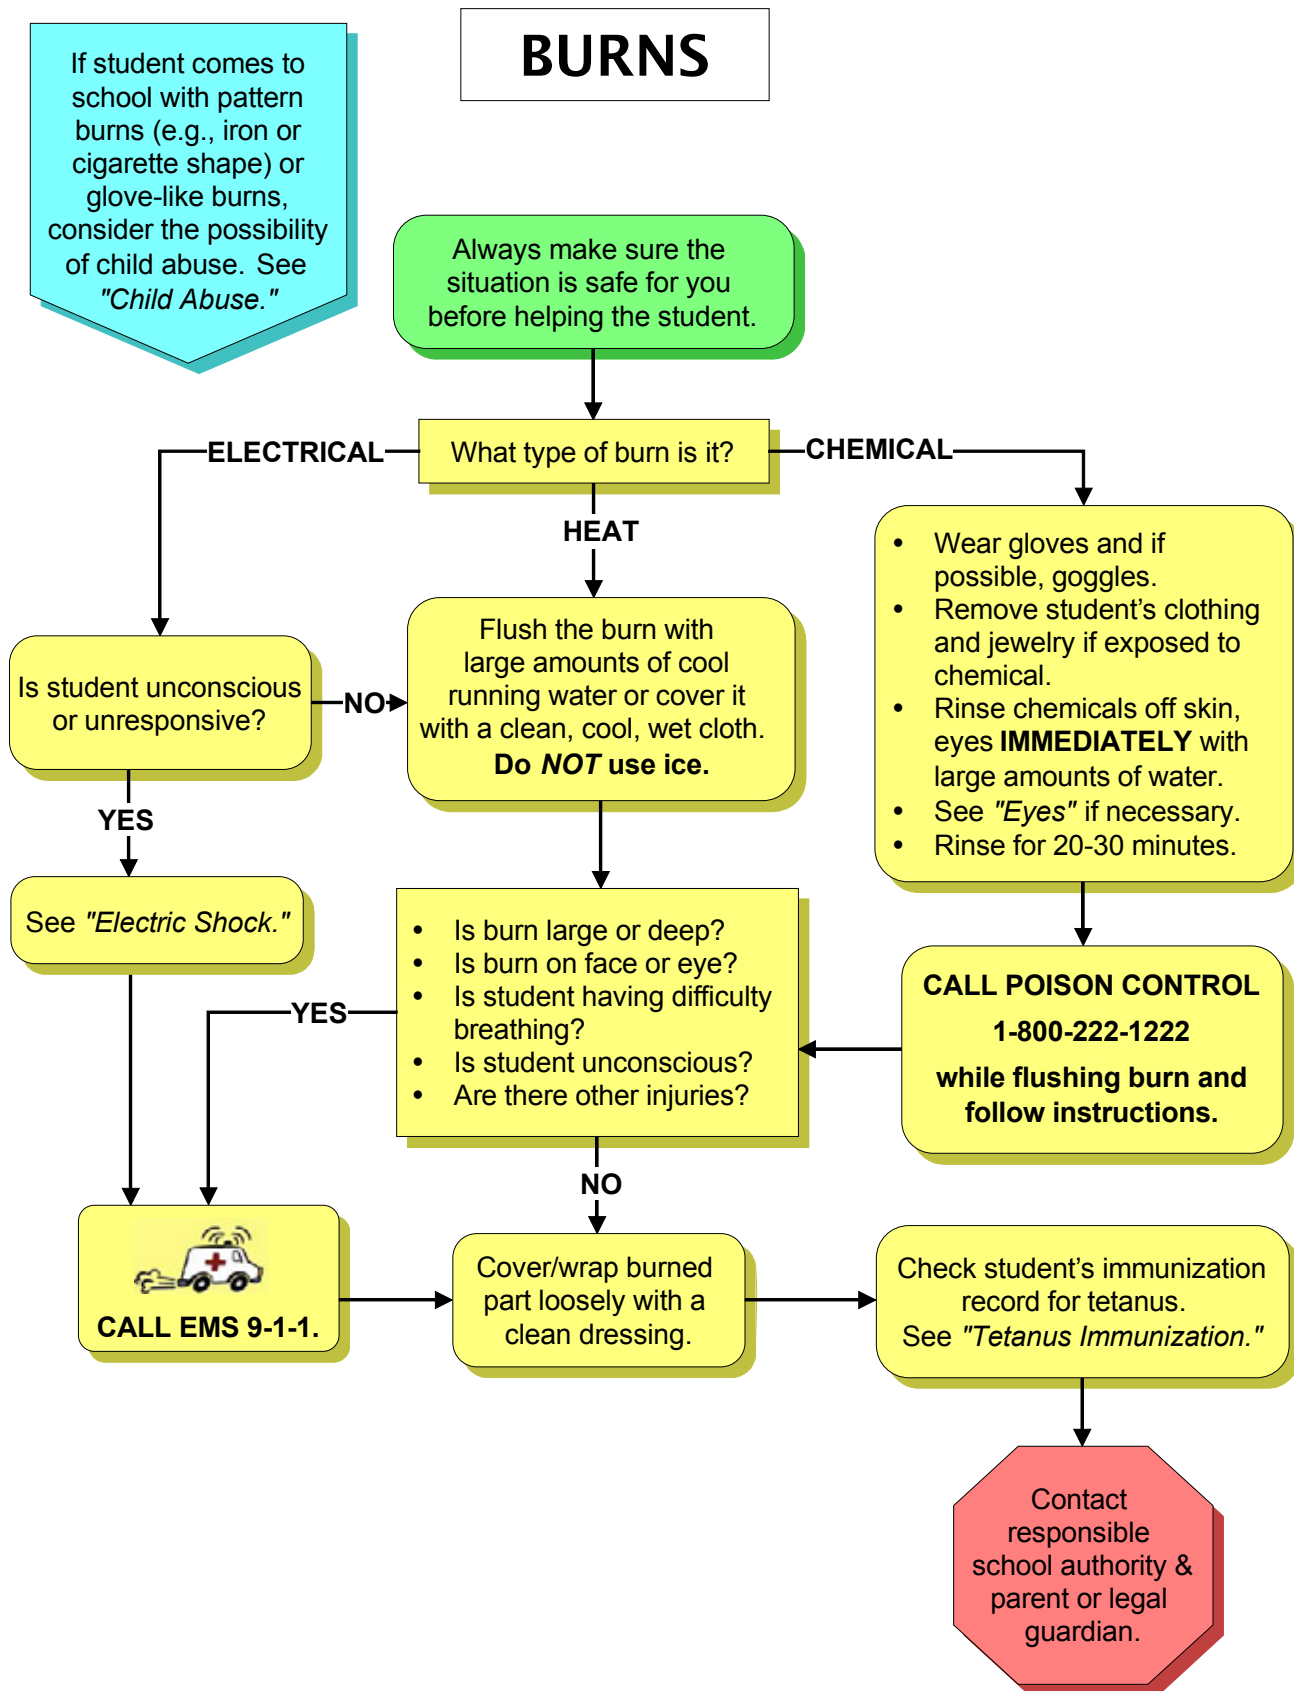 BURNS
If student comes to
school with pattern
burns (e.g., iron or
cigarette shape) or
glove-like burns,
consider the possibility
of child abuse. See
"Child Abuse."
Always make sure the
situation is safe for you
before helping the student.
What type of burn is it?
ELECTRICAL
HEAT
CHEMICAL
Is student unconscious
or unresponsive?
NO
YES
See "Electric Shock."
Flush the burn with
large amounts of cool
running water or cover it
with a clean, cool, wet cloth.
Do NOT use ice.
• Wear gloves and if
possible, goggles.
• Remove student’s clothing
and jewelry if exposed to
chemical.
• Rinse chemicals off skin,
eyes IMMEDIATELY with
large amounts of water.
• See "Eyes" if necessary.
• Rinse for 20-30 minutes.
CALL POISON CONTROL
1-800-222-1222
while flushing burn and
follow instructions.
• Is burn large or deep?
• Is burn on face or eye?
• Is student having difficulty
breathing?
• Is student unconscious?
• Are there other injuries?
YES
NO
CALL EMS 9-1-1.
Cover/wrap burned
part loosely with a
clean dressing.
Check student’s immunization
record for tetanus.
See "Tetanus Immunization."
Contact
responsible
school authority &
parent or legal
guardian.